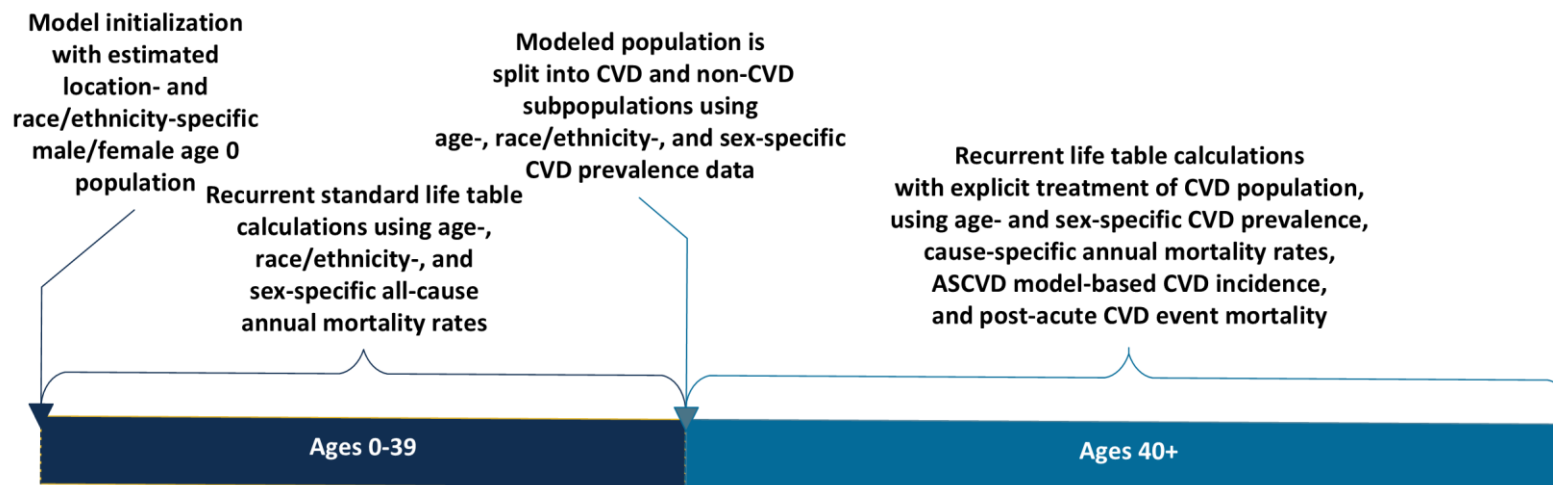 Model initialization
with estimated
location- and
race/ethnicity-specific
male/female age 0
population
Recurrent standard life table
calculations using age-,
race/ethnicity-, and
sex-specific all-cause
annual mortality rates
Modeled population is
split into CVD and non-CVD
subpopulations using
age-, race/ethnicity-, and sex-specific
CVD prevalence data
Recurrent life table calculations
with explicit treatment of CVD population,
using age- and sex-specific CVD prevalence,
cause-specific annual mortality rates,
ASCVD model-based CVD incidence,
and post-acute CVD event mortality
Ages 0-39
Ages 40+